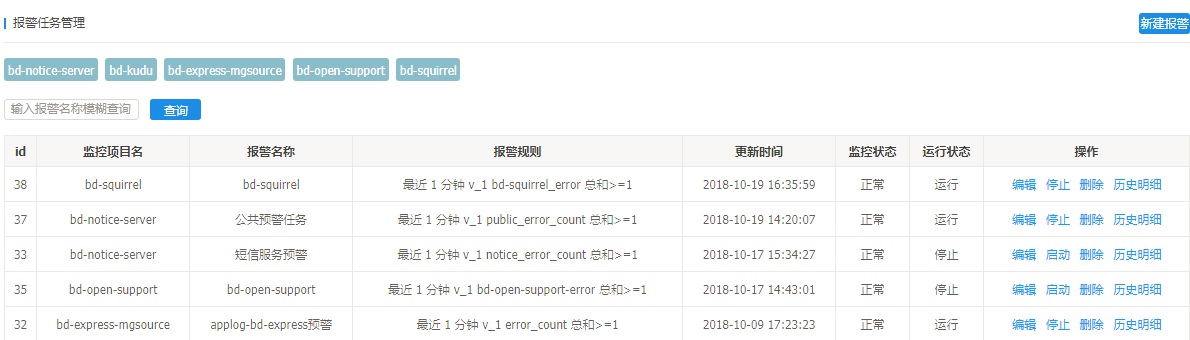 报警任务管理 新建报警
bd-notice-server bd-kudu bd-express-mgsource bd-open-support bd-squirrel
输入报警名称模糊查询 查询
id 监控项目名 报警名称 报警规则 更新时间 监控状态 运行状态 操作
38 bd-squirrel bd-squirrel 最近 1 分钟 v_1 bd-squirrel_error 总和>=1 2018-10-19 16:35:59 正常 运行 编辑 停止 删除 历史明细
37 bd-notice-server 公共预警任务 最近 1 分钟 v_1 public_error_count 总和>=1 2018-10-19 14:20:07 正常 运行 编辑 停止 删除 历史明细
33 bd-notice-server 短信服务预警 最近 1 分钟 v_1 notice_error_count 总和>=1 2018-10-17 15:34:27 正常 停止 编辑 启动 删除 历史明细
35 bd-open-support bd-open-support 最近 1 分钟 v_1 bd-open-support-error 总和>=1 2018-10-17 14:43:01 正常 停止 编辑 启动 删除 历史明细
32 bd-express-mgsource applog-bd-express预警 最近 1 分钟 v_1 error_count 总和>=1 2018-10-09 17:23:23 正常 运行 编辑 停止 删除 历史明细